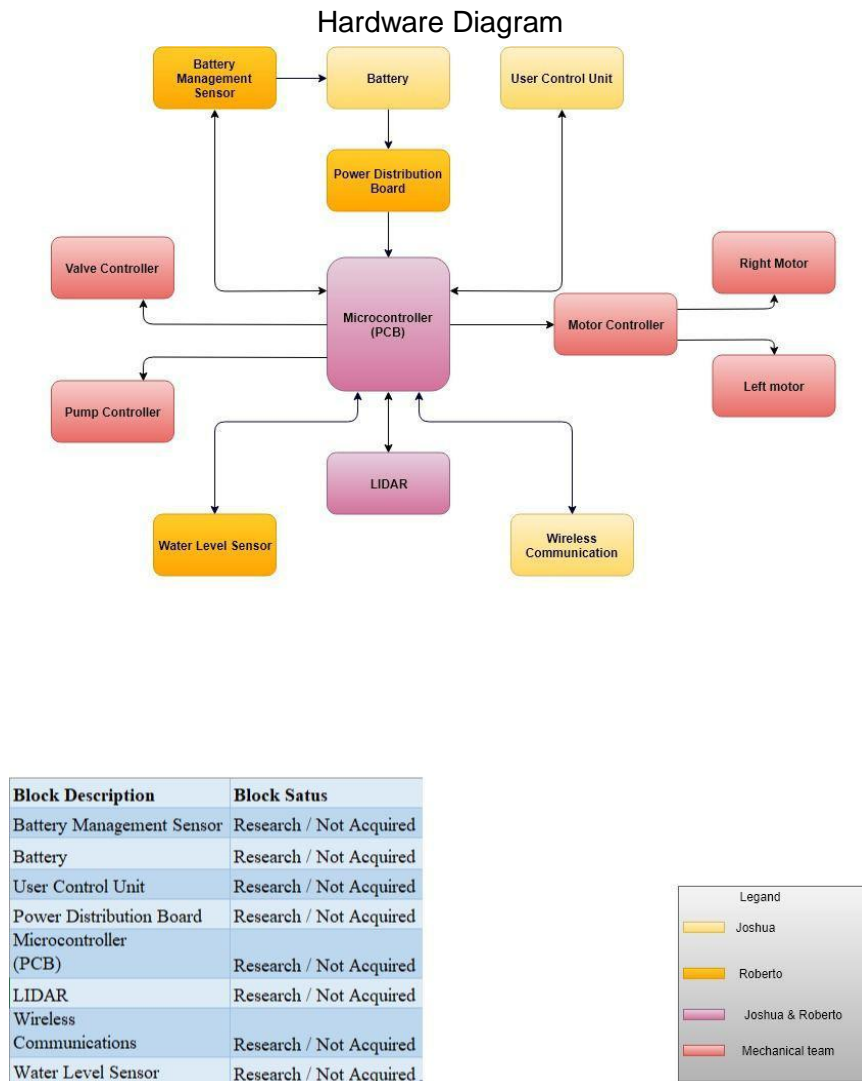 Hardware Diagram
Battery
Management
Sensor
Battery
User Control Unit
Power Distribution
Board
Valve Controller
Right Motor
Microcontroller
(PCB)
Motor Controller
Pump Controller
Left motor
LIDAR
Water Level Sensor
Wireless
Communication
Block Description Block Satus
Battery Management Sensor Research / Not Acquired
Battery Research / Not Acquired
User Control Unit Research / Not Acquired
Power Distribution Board Research / Not Acquired
Microcontroller
(PCB) Research / Not Acquired
LIDAR Research / Not Acquired
Wireless
Communications Research / Not Acquired
Water Level Sensor Research / Not Acquired
Legand
Joshua
Roberto
Joshua & Roberto
Mechanical team